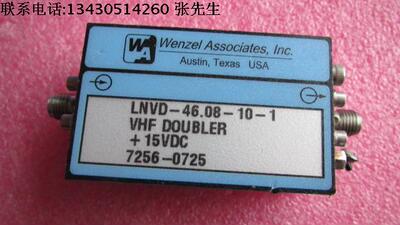 联系电话:13430514260 张先生
WA
Wenzel Associates, Inc.
Austin, Texas USA
LNVD-46.08-10-1
VHF DOUBLER
+15VDC
7256-0725